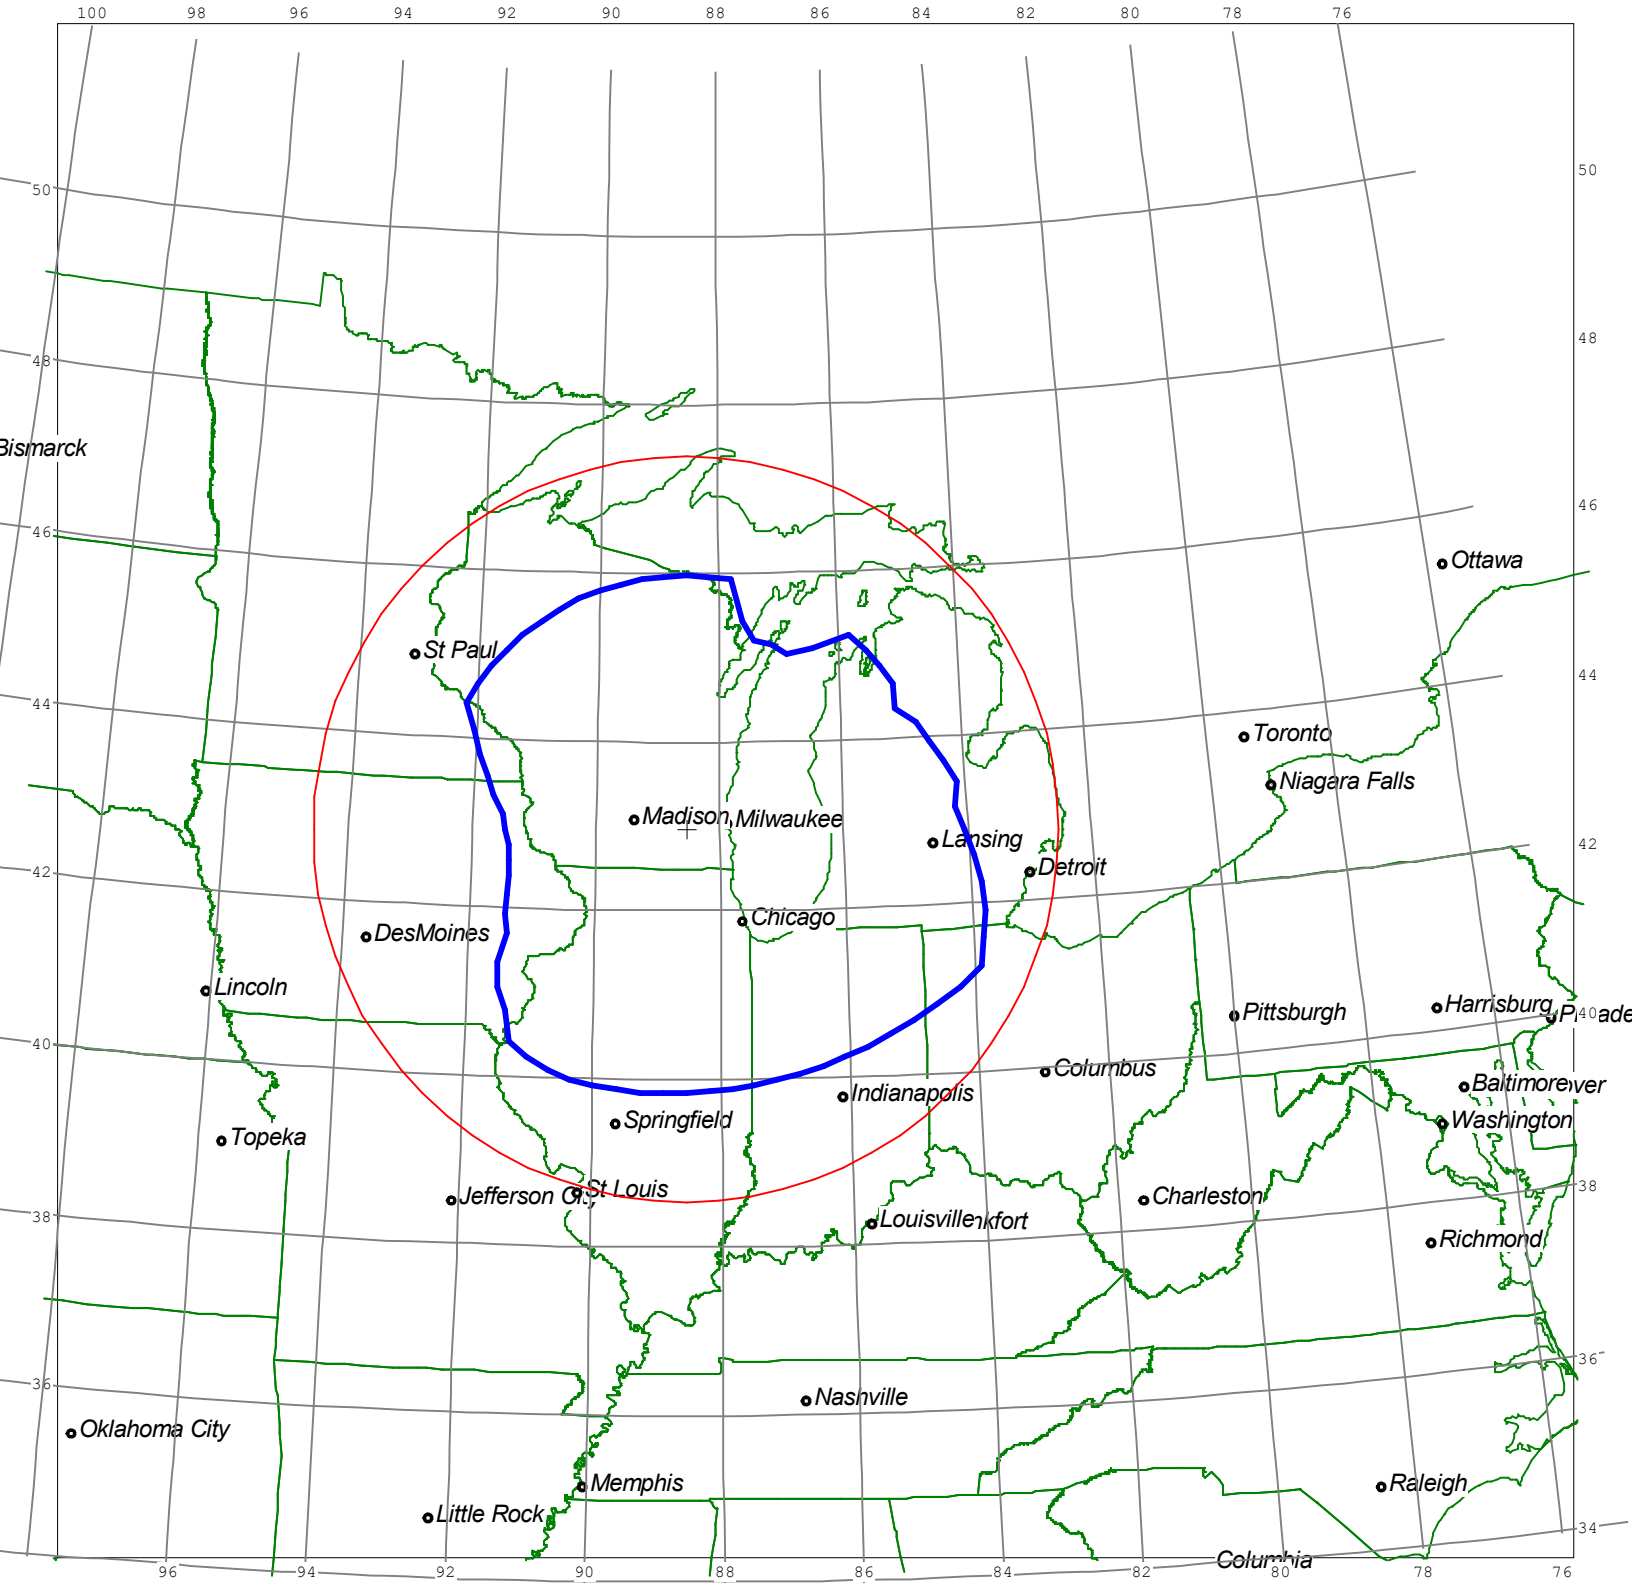 100 98 96 94 92 90 88 86 84 82 80 78 76
50 50
48 48
Bismarck
46 46
Ottawa
St Paul
44 44
Toronto
Niagara Falls
Madison Milwaukee
Lansing 42
42 Detroit
Chicago
DesMoines
Lincoln
Harrisburg
Pittsburgh 40
40
Columbus
Baltimore ver
Indianapolis
Springfield Washington
Topeka
St Louis 38
Jefferson City Charleston
38 Louisville kfort
Richmond
36
36
Nashville
Oklahoma City
Memphis Raleigh
Little Rock
34
Columbia
96 94 92 90 88 86 84 82 80 78 76